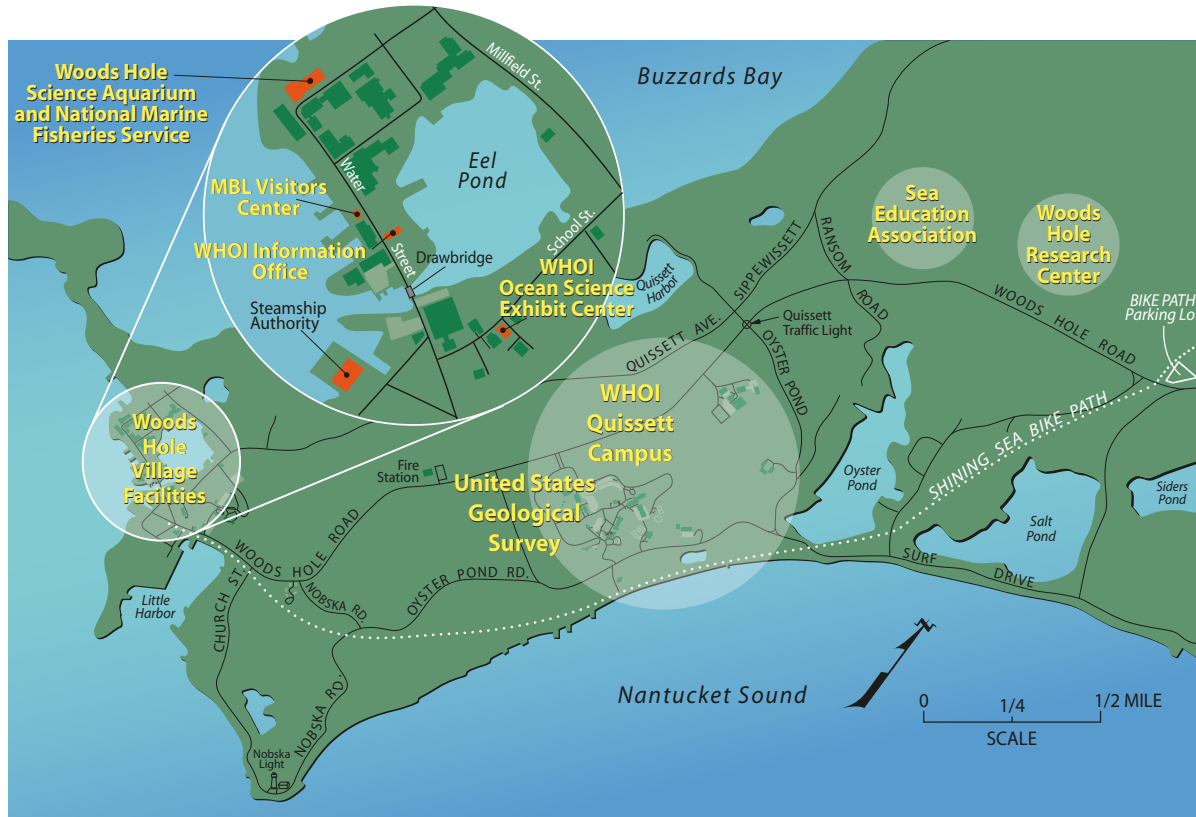 Woods Hole
Science Aquarium
and National Marine
Fisheries Service
MBL Visitors
Center
WHOI Information
Office
Steamship
Authority
Water
Street
Drawbridge
Millfield St.
Eel
Pond
School St.
WHOI
Ocean Science
Exhibit Center
Buzzards Bay
Quissett
Harbor
SIPPEWISSETT
RANSOM ROAD
Sea
Education
Association
Woods
Hole
Research
Center
WOODS HOLE ROAD
BIKE PATH
Parking Lo
Quissett
Traffic Light
QUISSETT AVE.
OYSTER POND
WHOI
Quissett
Campus
Woods
Hole
Village
Facilities
Fire
Station
United States
Geological
Survey
Oyster
Pond
SHINING SEA BIKE PATH
Salt
Pond
Siders
Pond
SURF DRIVE
WOODS HOLE ROAD
NOBSKA RD.
OYSTER POND RD.
CHURCH ST.
Little
Harbor
NOBSKA RD.
Nobska
Light
Nantucket Sound
N
0 1/4 1/2 MILE
SCALE